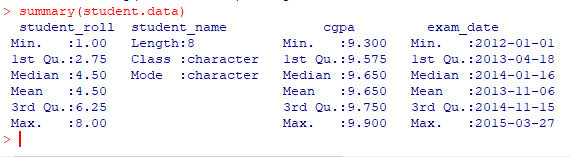 > summary(student.data)
  student_roll   student_name            cgpa         exam_date
 Min.   :1.00   Length:8           Min.   :9.300   Min.   :2012-01-01
 1st Qu.:2.75   Class :character   1st Qu.:9.575   1st Qu.:2013-04-18
 Median :4.50   Mode  :character   Median :9.650   Median :2014-01-16
 Mean   :4.50                      Mean   :9.650   Mean   :2013-11-06
 3rd Qu.:6.25                      3rd Qu.:9.750   3rd Qu.:2014-11-15
 Max.   :8.00                      Max.   :9.900   Max.   :2015-03-27
>